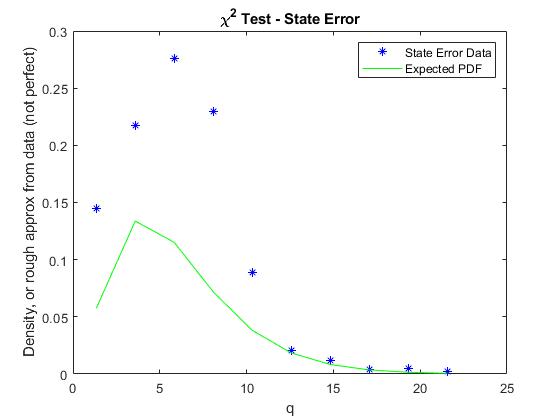 χ² Test - State Error
State Error Data
Expected PDF
Density, or rough approx from data (not perfect)
0.3
0.25
0.2
0.15
0.1
0.05
0
0 5 10 15 20 25
q